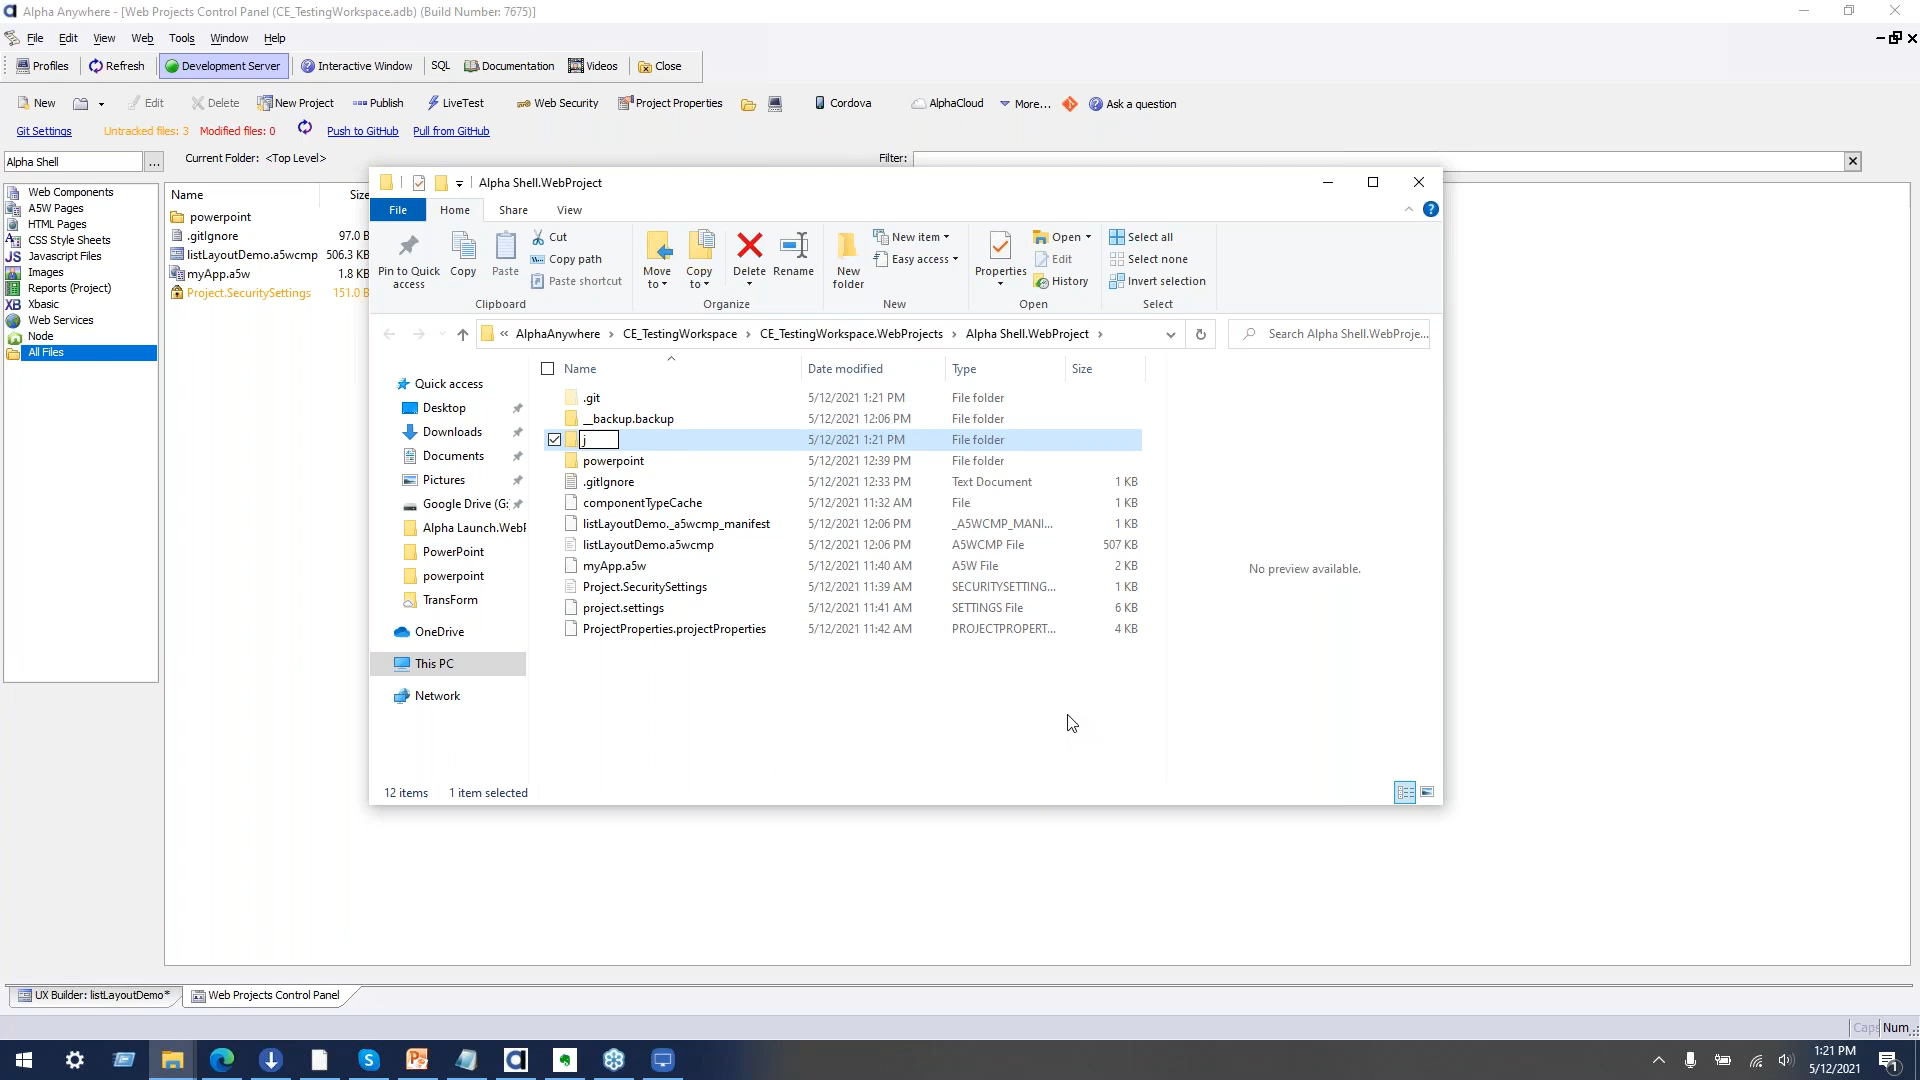 Alpha Anywhere - [Web Projects Control Panel (CE_TestingWorkspace.adb) (Build Number: 7675)]
File Edit View Web Tools Window Help
Profiles Refresh Development Server Interactive Window SQL Documentation Videos Close
New Edit Delete New Project Publish LiveTest Web Security Project Properties Cordova AlphaCloud More... Ask a question
Git Settings Untracked files: 3 Modified files: 0 Push to GitHub Pull from GitHub
Alpha Shell ... Current Folder: <Top Level> Filter:
Web Components
A5W Pages
HTML Pages
CSS Style Sheets
Javascript Files
Images
Reports (Project)
Xbasic
Web Services
Node
All Files
Name Size
powerpoint
.gitIgnore 97.0 B
listLayoutDemo.a5wcmp 506.3 KB
myApp.a5w 1.8 KB
Project.SecuritySettings 151.0 B
Alpha Shell.WebProject
File Home Share View
Pin to Quick access Copy Paste Cut Copy path Paste shortcut
Clipboard
Move to Copy to Delete Rename
Organize
New folder New item Easy access
New
Properties Open Edit History
Open
Select all Select none Invert selection
Select
« AlphaAnywhere > CE_TestingWorkspace > CE_TestingWorkspace.WebProjects > Alpha Shell.WebProject > Search Alpha Shell.WebProje...
Quick access
Desktop
Downloads
Documents
Pictures
Google Drive (G:
Alpha Launch.WebF
PowerPoint
powerpoint
TransForm
OneDrive
This PC
Network
Name Date modified Type Size
.git 5/12/2021 1:21 PM File folder
__backup.backup 5/12/2021 12:06 PM File folder
j 5/12/2021 1:21 PM File folder
powerpoint 5/12/2021 12:39 PM File folder
.gitIgnore 5/12/2021 12:33 PM Text Document 1 KB
componentTypeCache 5/12/2021 11:32 AM File 1 KB
listLayoutDemo._a5wcmp_manifest 5/12/2021 12:06 PM _A5WCMP_MANI... 1 KB
listLayoutDemo.a5wcmp 5/12/2021 12:06 PM A5WCMP File 507 KB
myApp.a5w 5/12/2021 11:40 AM A5W File 2 KB
Project.SecuritySettings 5/12/2021 11:39 AM SECURITYSETTING... 1 KB
project.settings 5/12/2021 11:41 AM SETTINGS File 6 KB
ProjectProperties.projectProperties 5/12/2021 11:42 AM PROJECTPROPERT... 4 KB
No preview available.
12 items 1 item selected
UX Builder: listLayoutDemo* Web Projects Control Panel
Caps Num
1:21 PM
5/12/2021
1